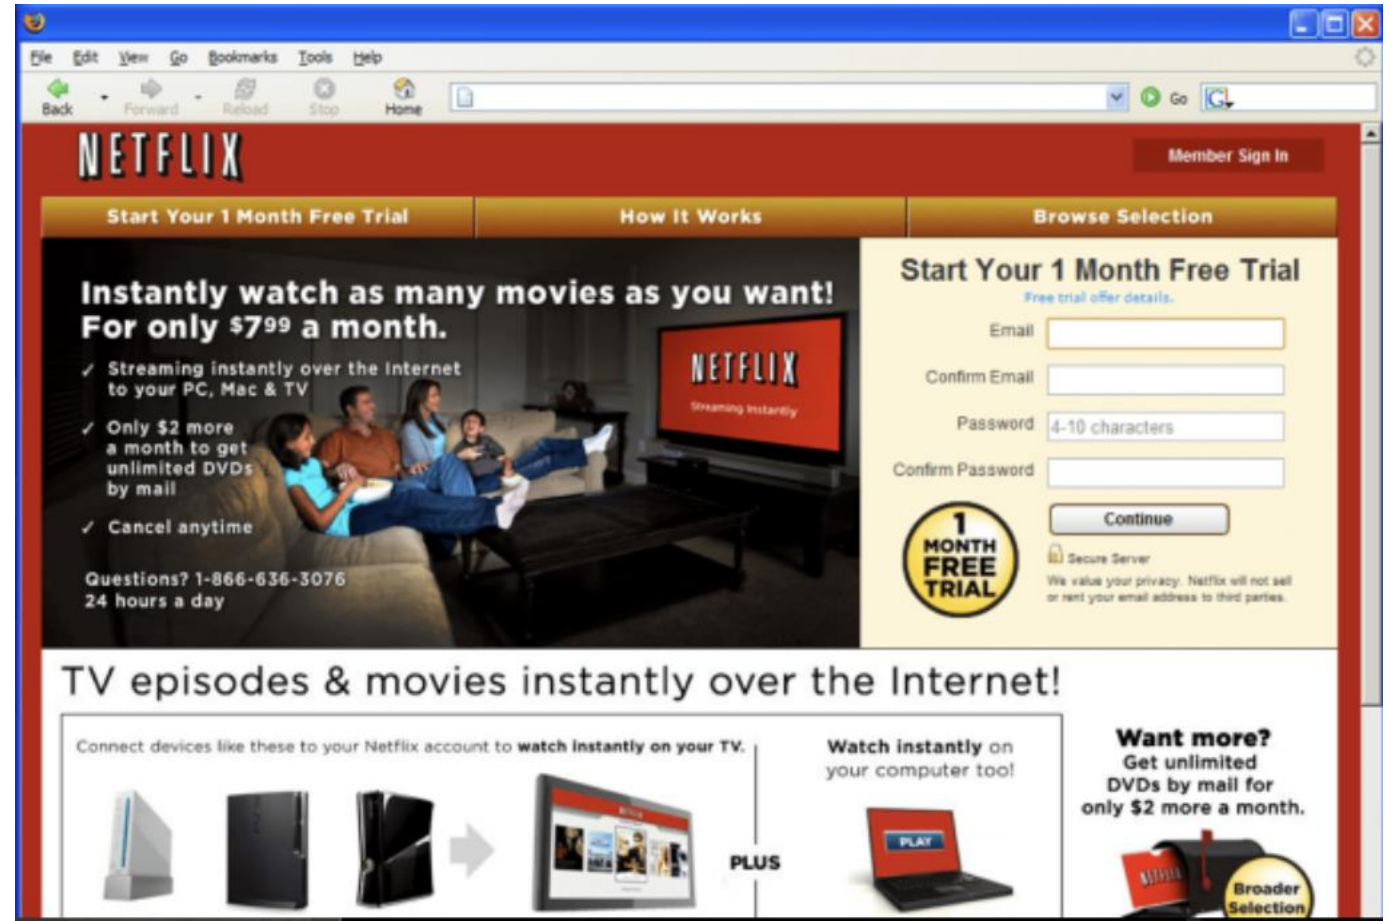 File Edit View Go Bookmarks Tools Help
Back Forward Reload Stop Home Go G
NETFLIX
Member Sign In
Start Your 1 Month Free Trial How It Works Browse Selection
Instantly watch as many movies as you want!
For only $7.99 a month.
✓ Streaming instantly over the Internet
to your PC, Mac & TV
✓ Only $2 more
a month to get
unlimited DVDs
by mail
✓ Cancel anytime
Questions? 1-866-636-3076
24 hours a day
NETFLIX
Streaming Instantly
Start Your 1 Month Free Trial
Free trial offer details.
Email
Confirm Email
Password 4-10 characters
Confirm Password
Continue
1
MONTH
FREE
TRIAL
Secure Server
We value your privacy. Netflix will not sell
or rent your email address to third parties.
TV episodes & movies instantly over the Internet!
Connect devices like these to your Netflix account to watch instantly on your TV.
NETFLIX
PLUS
Watch instantly on
your computer too!
PLAY
Want more?
Get unlimited
DVDs by mail for
only $2 more a month.
NETFLIX
Broader
Selection